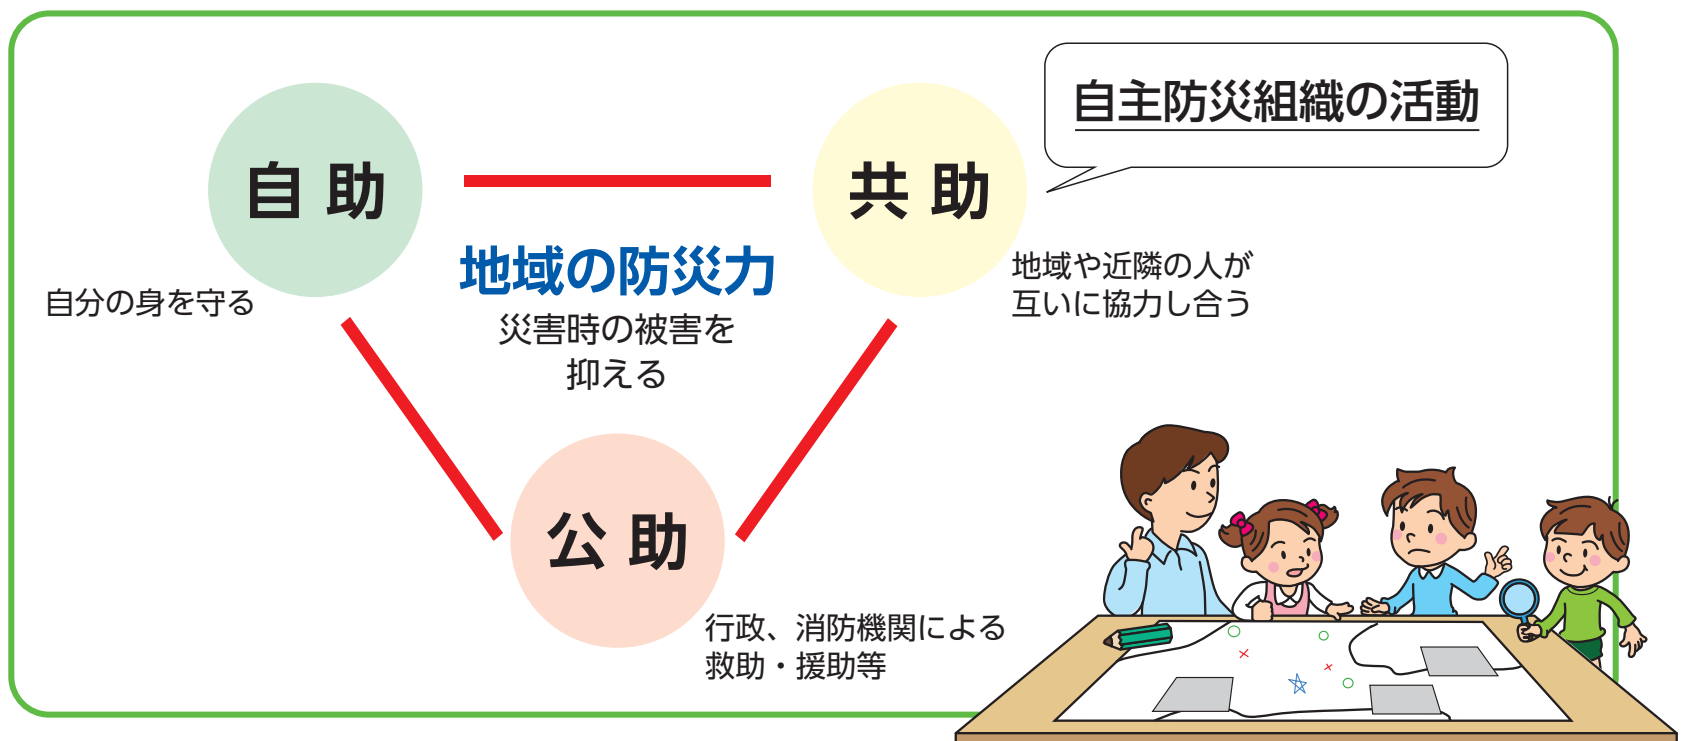 自主防災組織の活動
自助
共助
地域の防災力
災害時の被害を
抑える
自分の身を守る
地域や近隣の人が
互いに協力し合う
公助
行政、消防機関による
救助・援助等